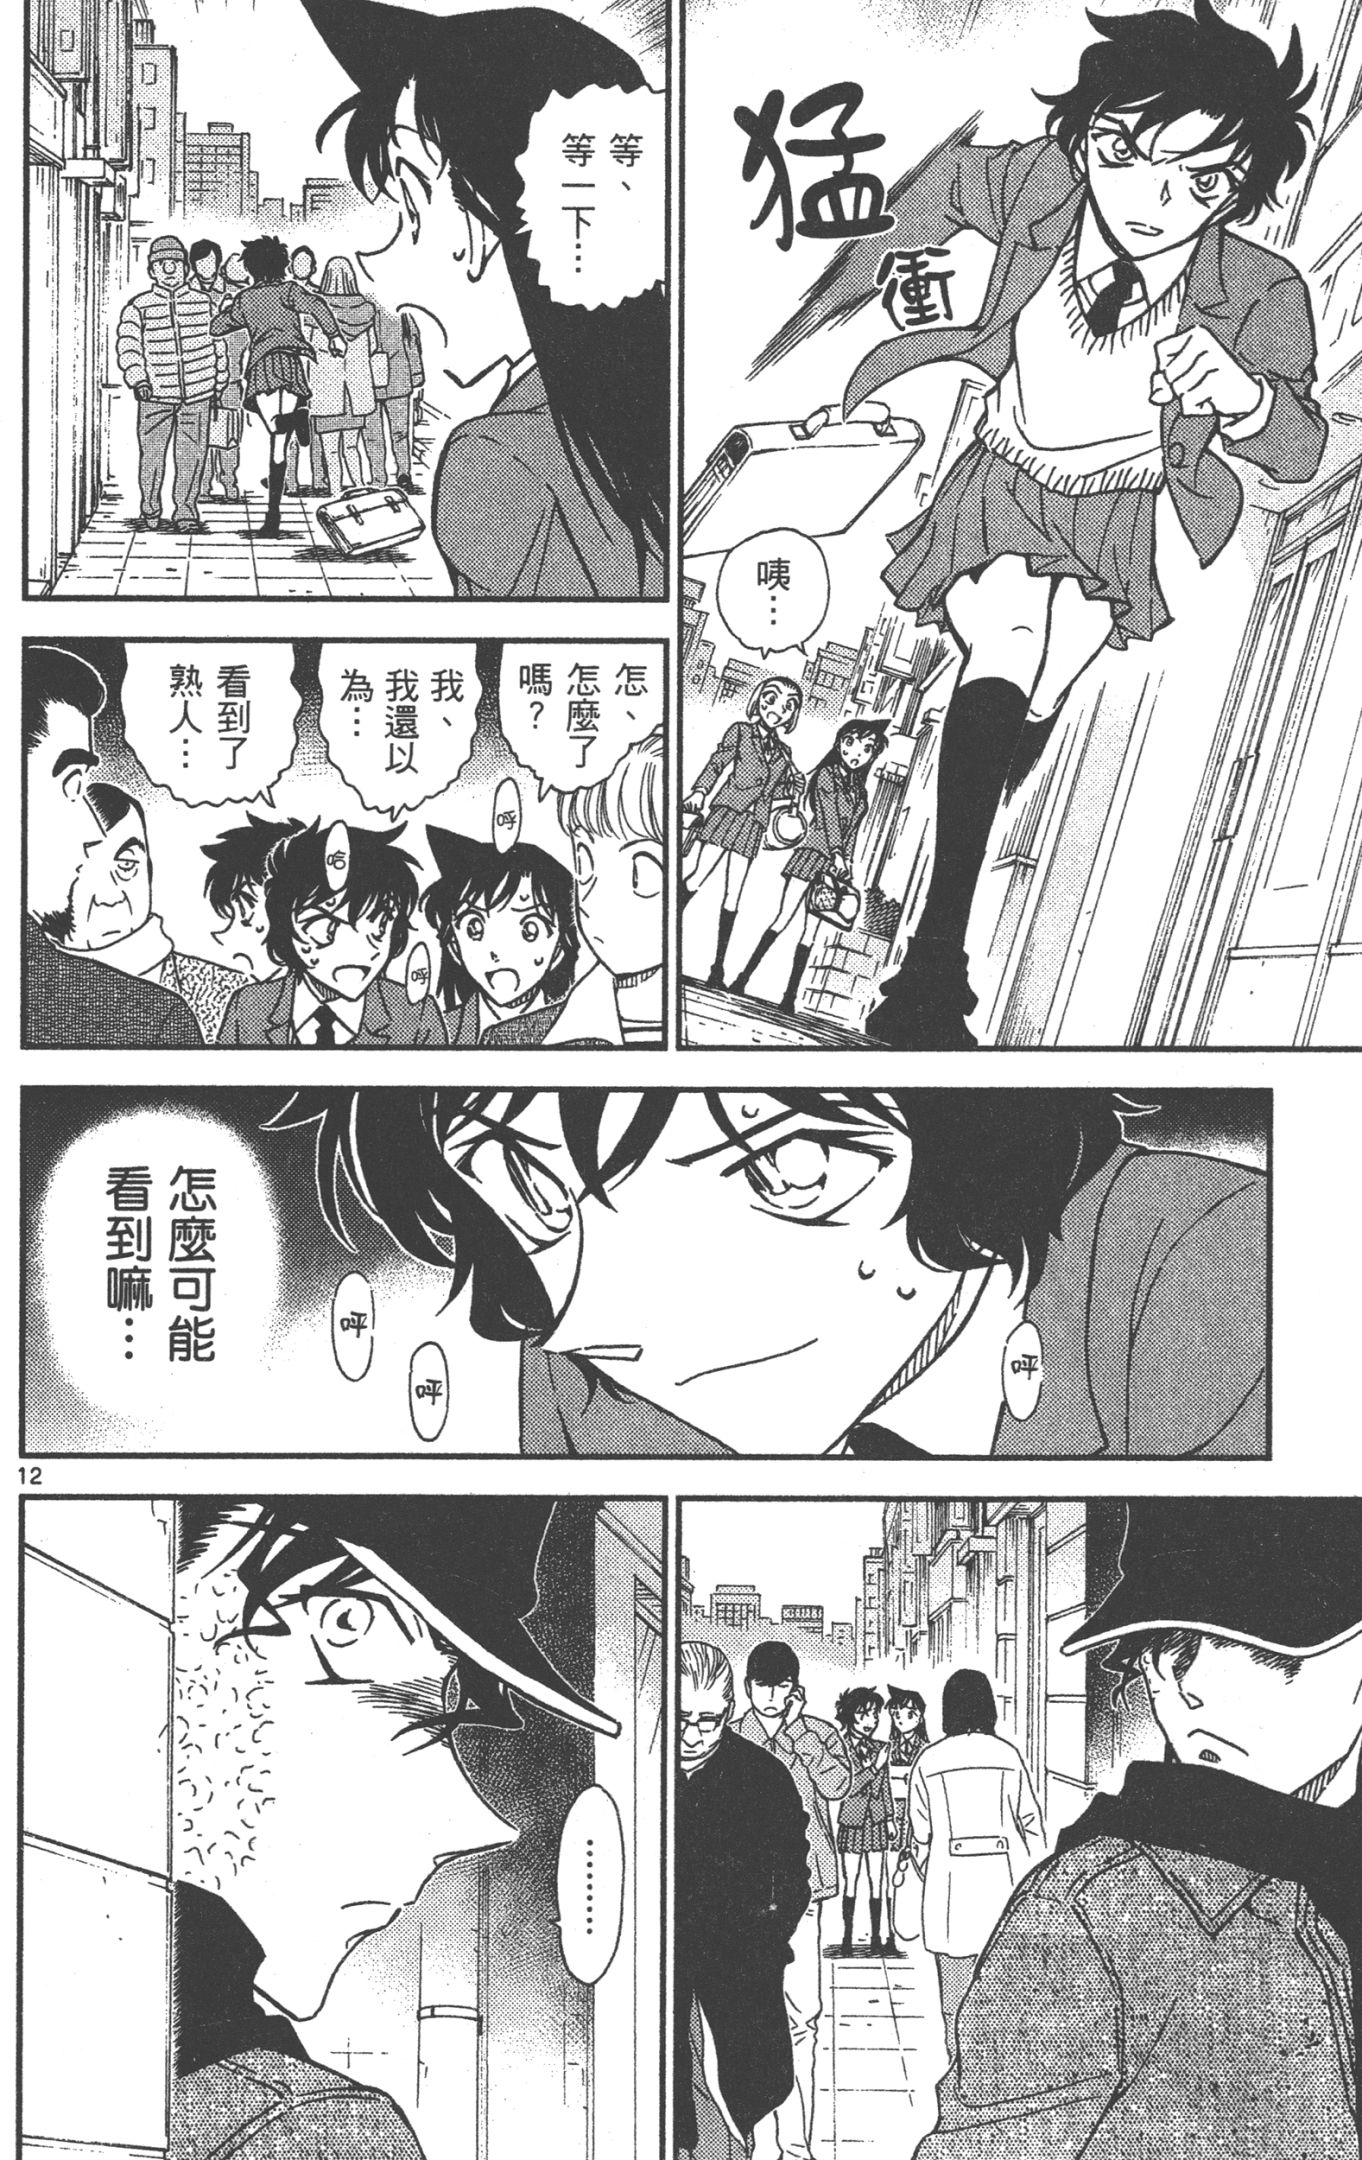 猛
衝
咦…
等、
等一下…
怎、
怎麼了
嗎？
呼
我、
我還以
為…
看到了
熟人…
哈
呼
怎麼可能
看到嘛…
呼
呼
呼
12
………